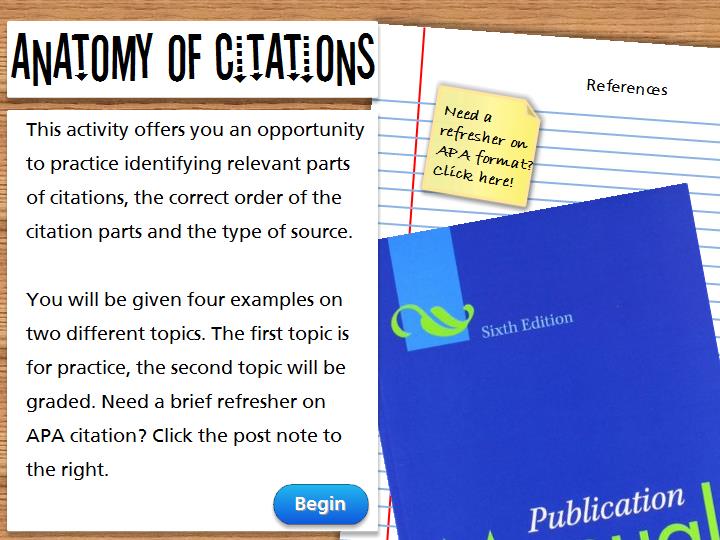 ANATOMY OF CITATIONS
This activity offers you an opportunity
to practice identifying relevant parts
of citations, the correct order of the
citation parts and the type of source.
You will be given four examples on
two different topics. The first topic is
for practice, the second topic will be
graded. Need a brief refresher on
APA citation? Click the post note to
the right.
Begin
References
Need a
refresher on
APA format?
Click here!
Sixth Edition
Publication